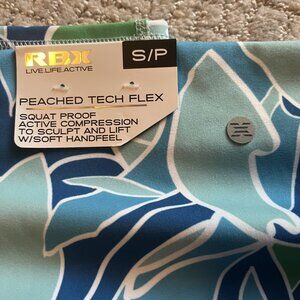 RBX
LIVE LIFE ACTIVE
S/P
PEACHED TECH FLEX
SQUAT PROOF
ACTIVE COMPRESSION
TO SCULPT AND LIFT
W/SOFT HANDFEEL